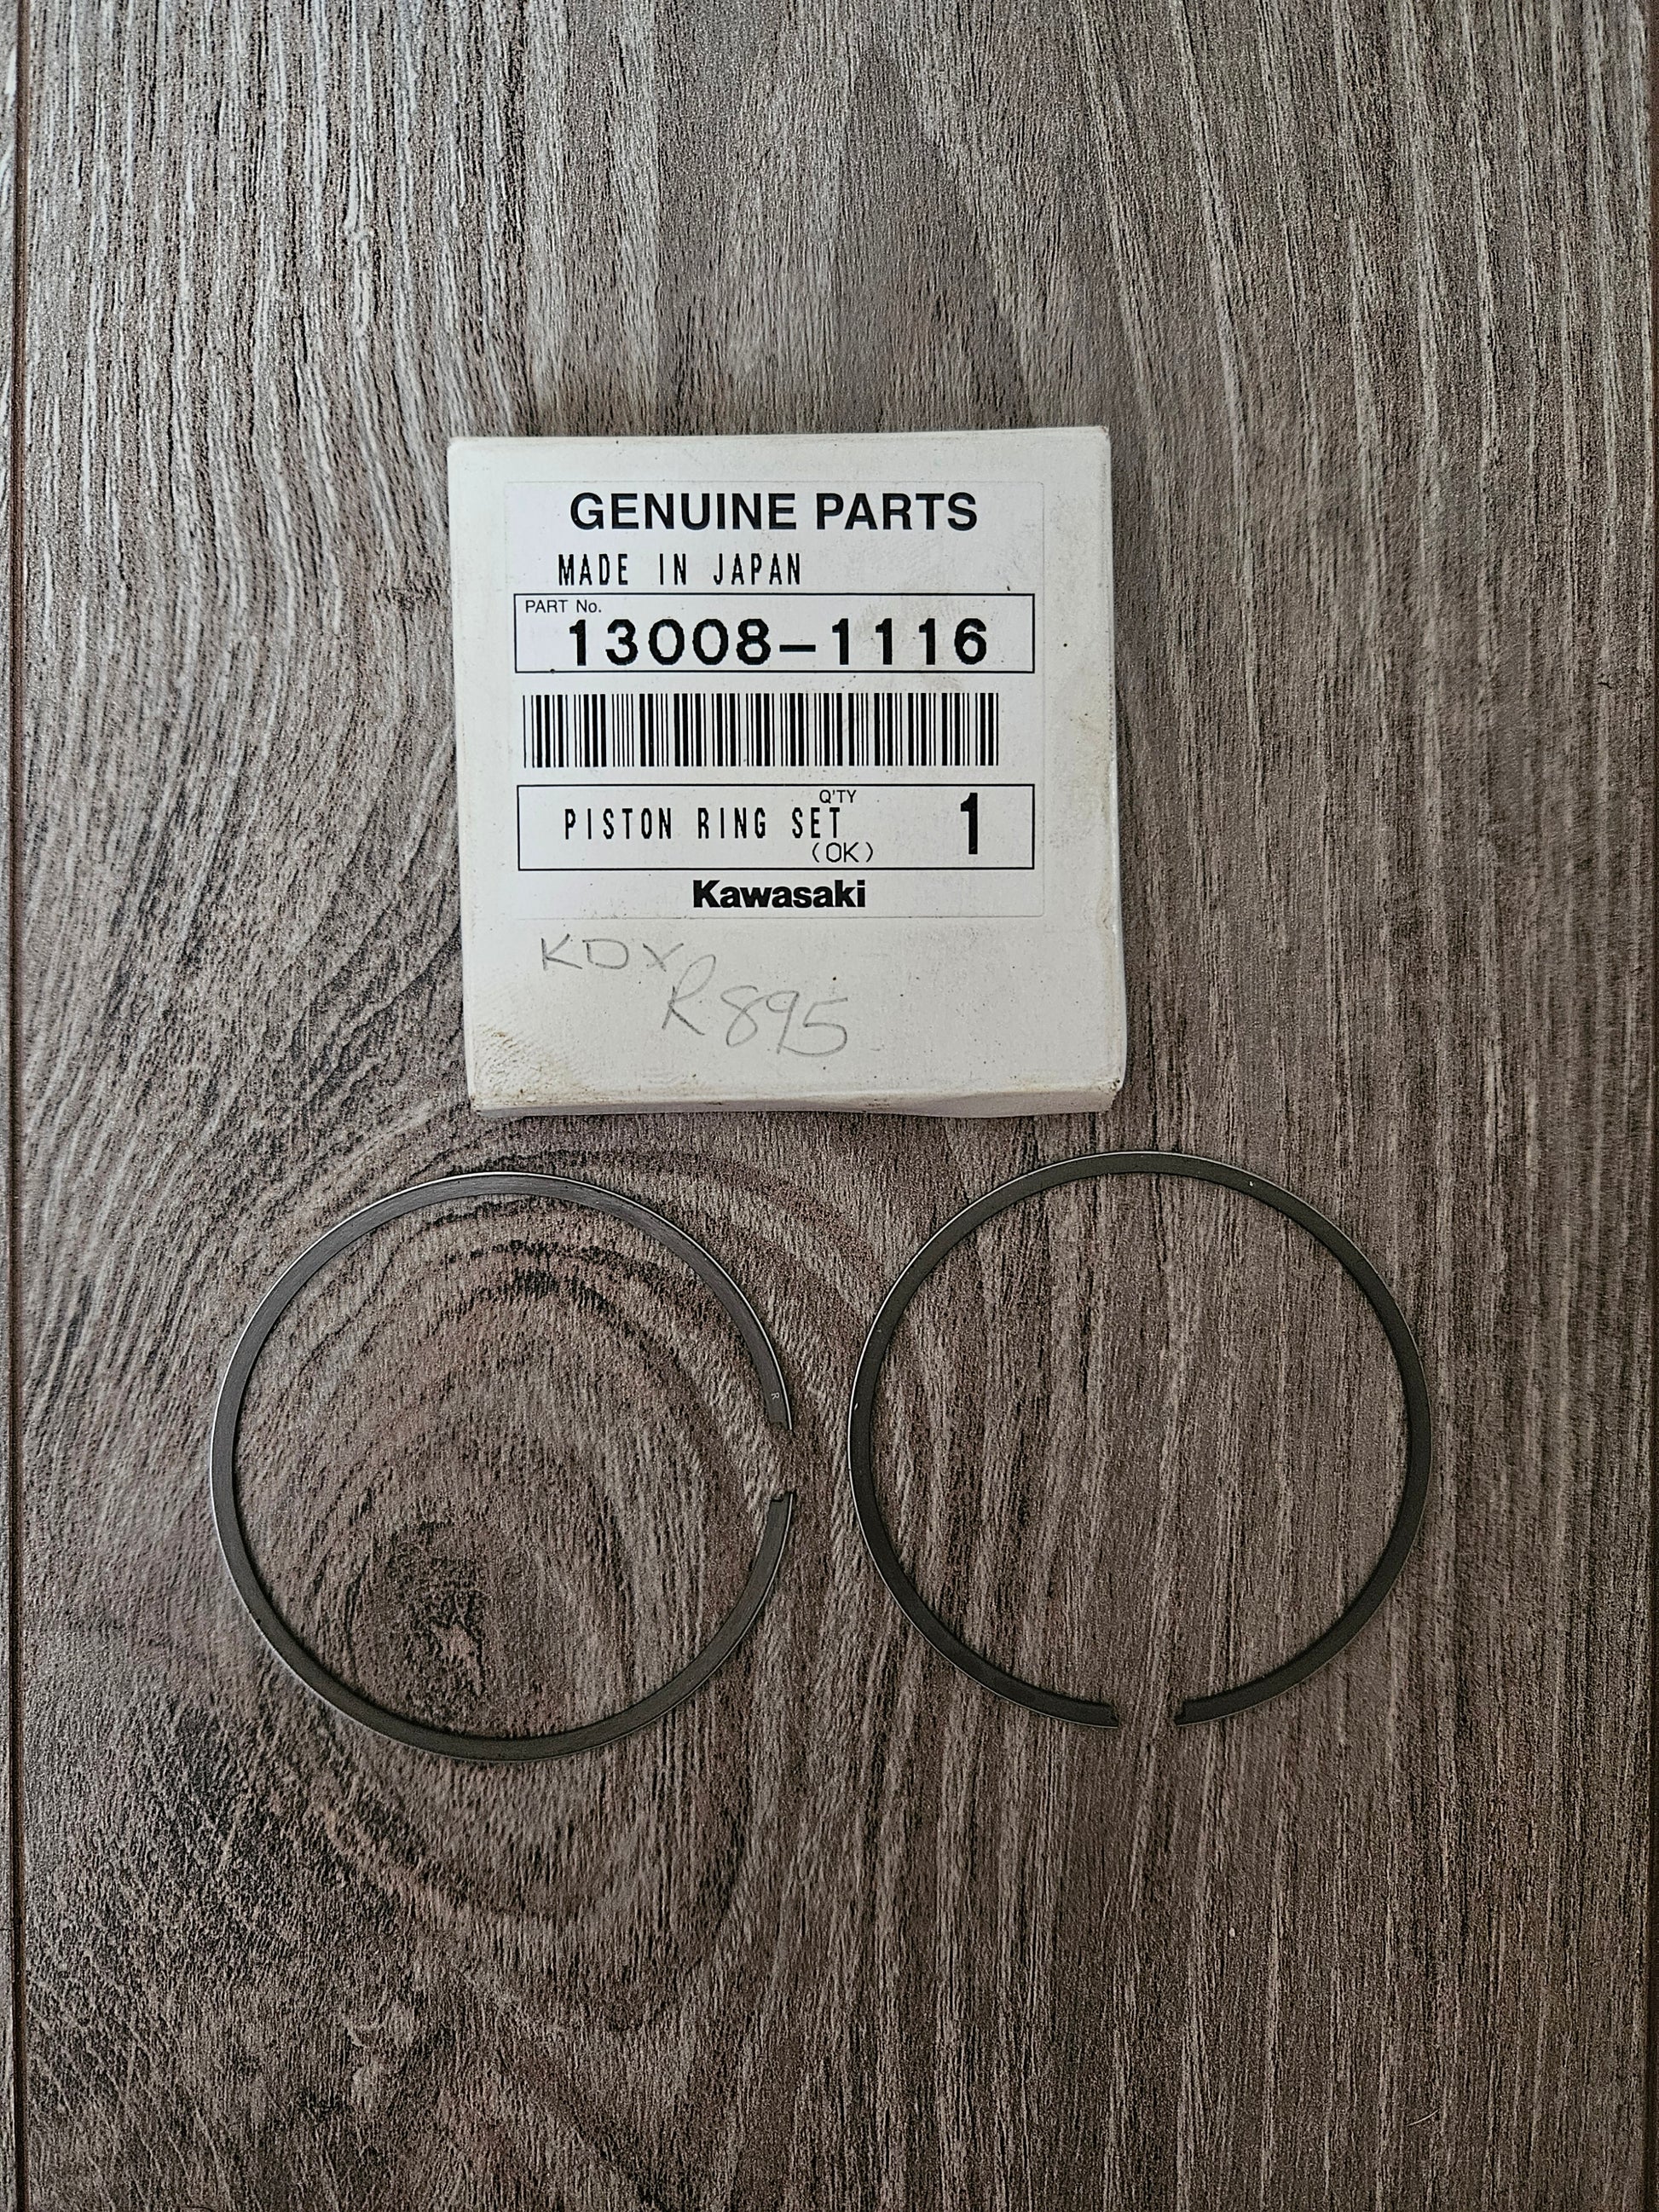 GENUINE PARTS
MADE IN JAPAN
PART No.
13008-1116
Q'TY
PISTON RING SET 1
(OK)
Kawasaki
KDX
R895
R